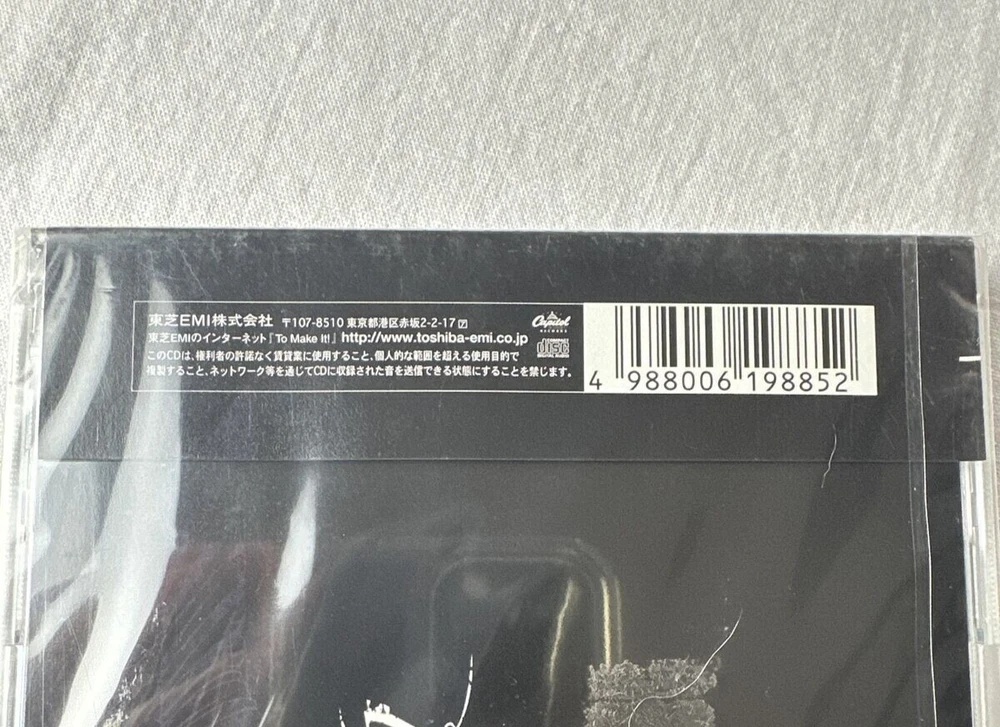 東芝EMI株式会社 〒107-8510 東京都港区赤坂2-2-17
東芝EMIのインターネット『To Make It!』 http://www.toshiba-emi.co.jp
このCDは、権利者の許諾なく賃貸業に使用すること、個人的な範囲を超える使用目的で
複製すること、ネットワーク等を通じてCDに収録された音を送信できる状態にすることを禁じます。
Capitol
RECORDS
COMPACT
disc
DIGITAL AUDIO
4 988006 198852